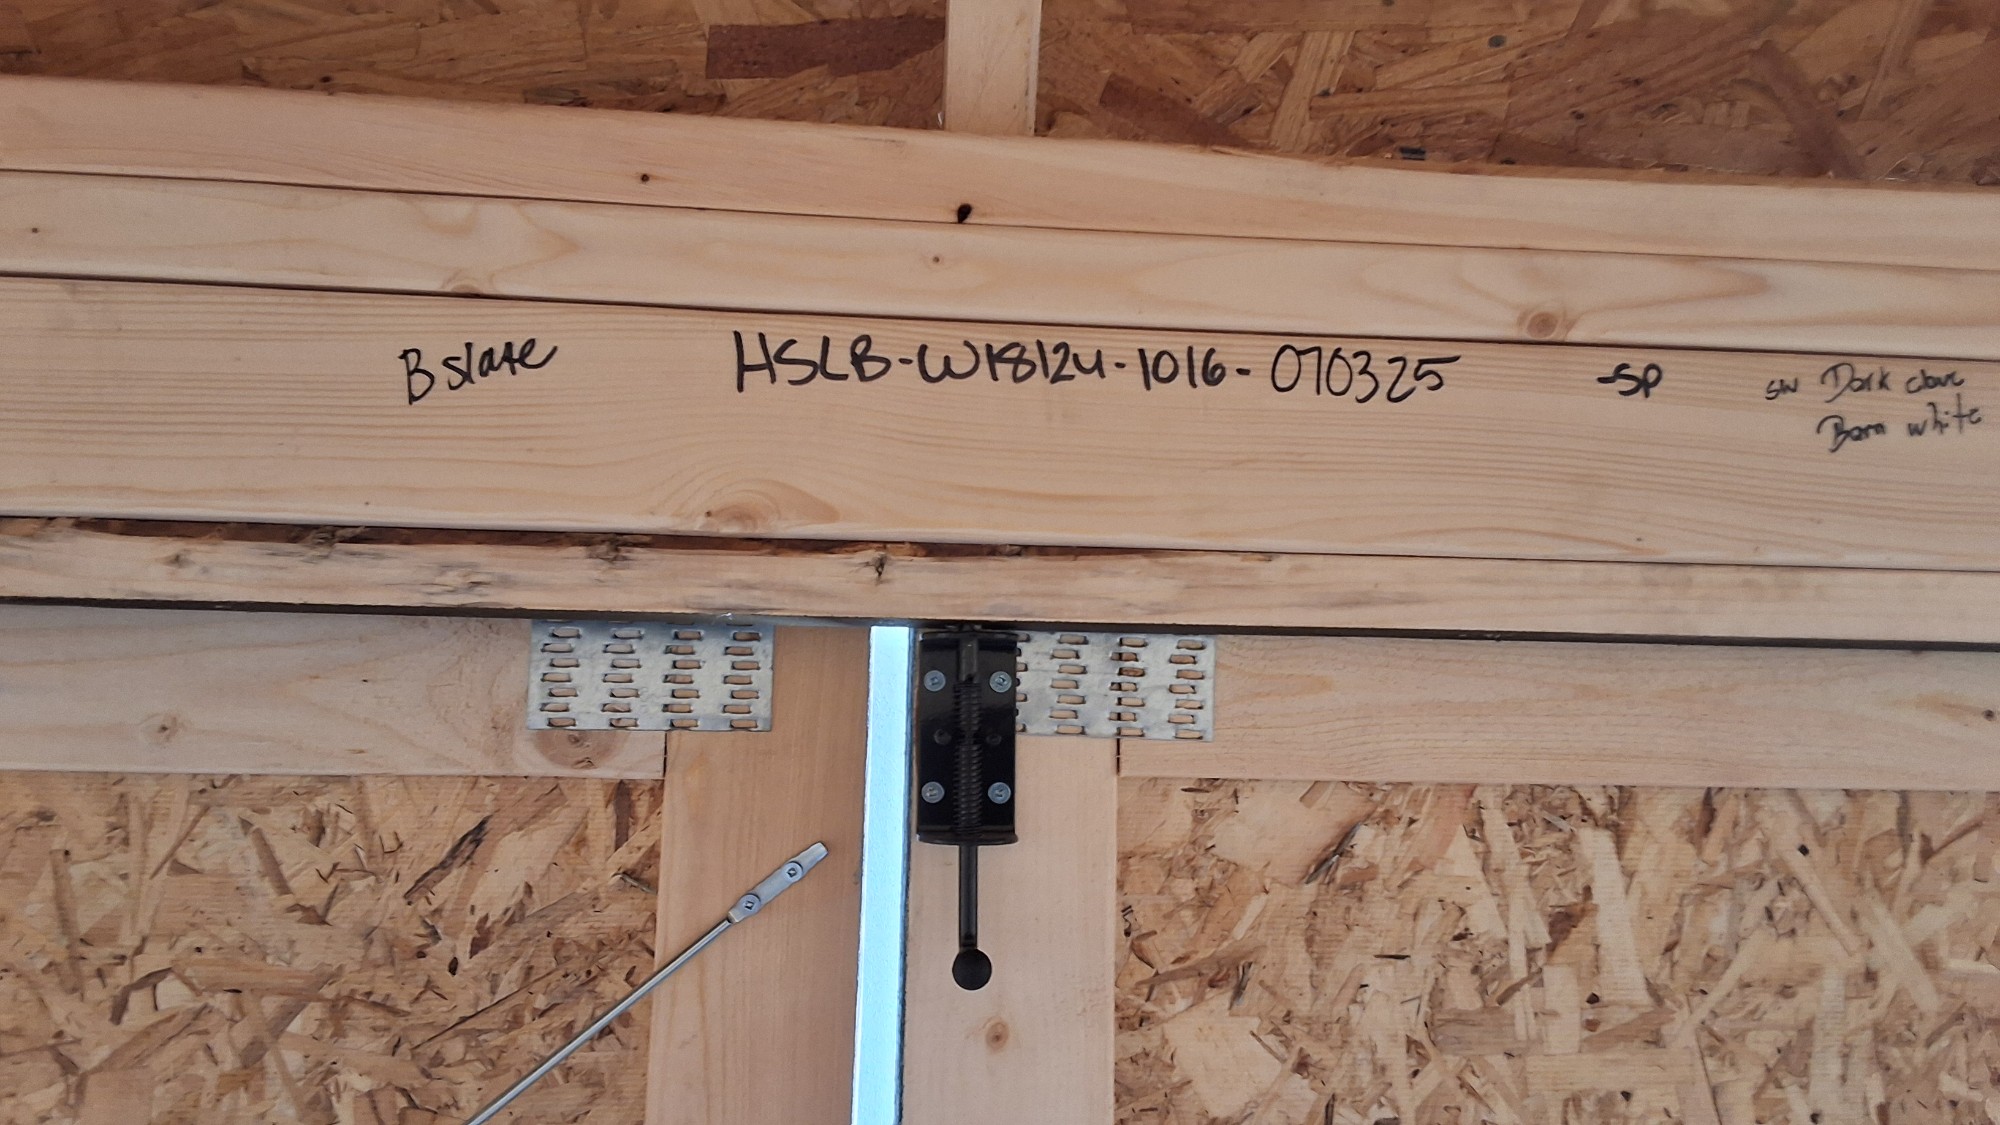 B slate HSLB-W18124-1016-070325 -SP SW Dark clove
Barn white